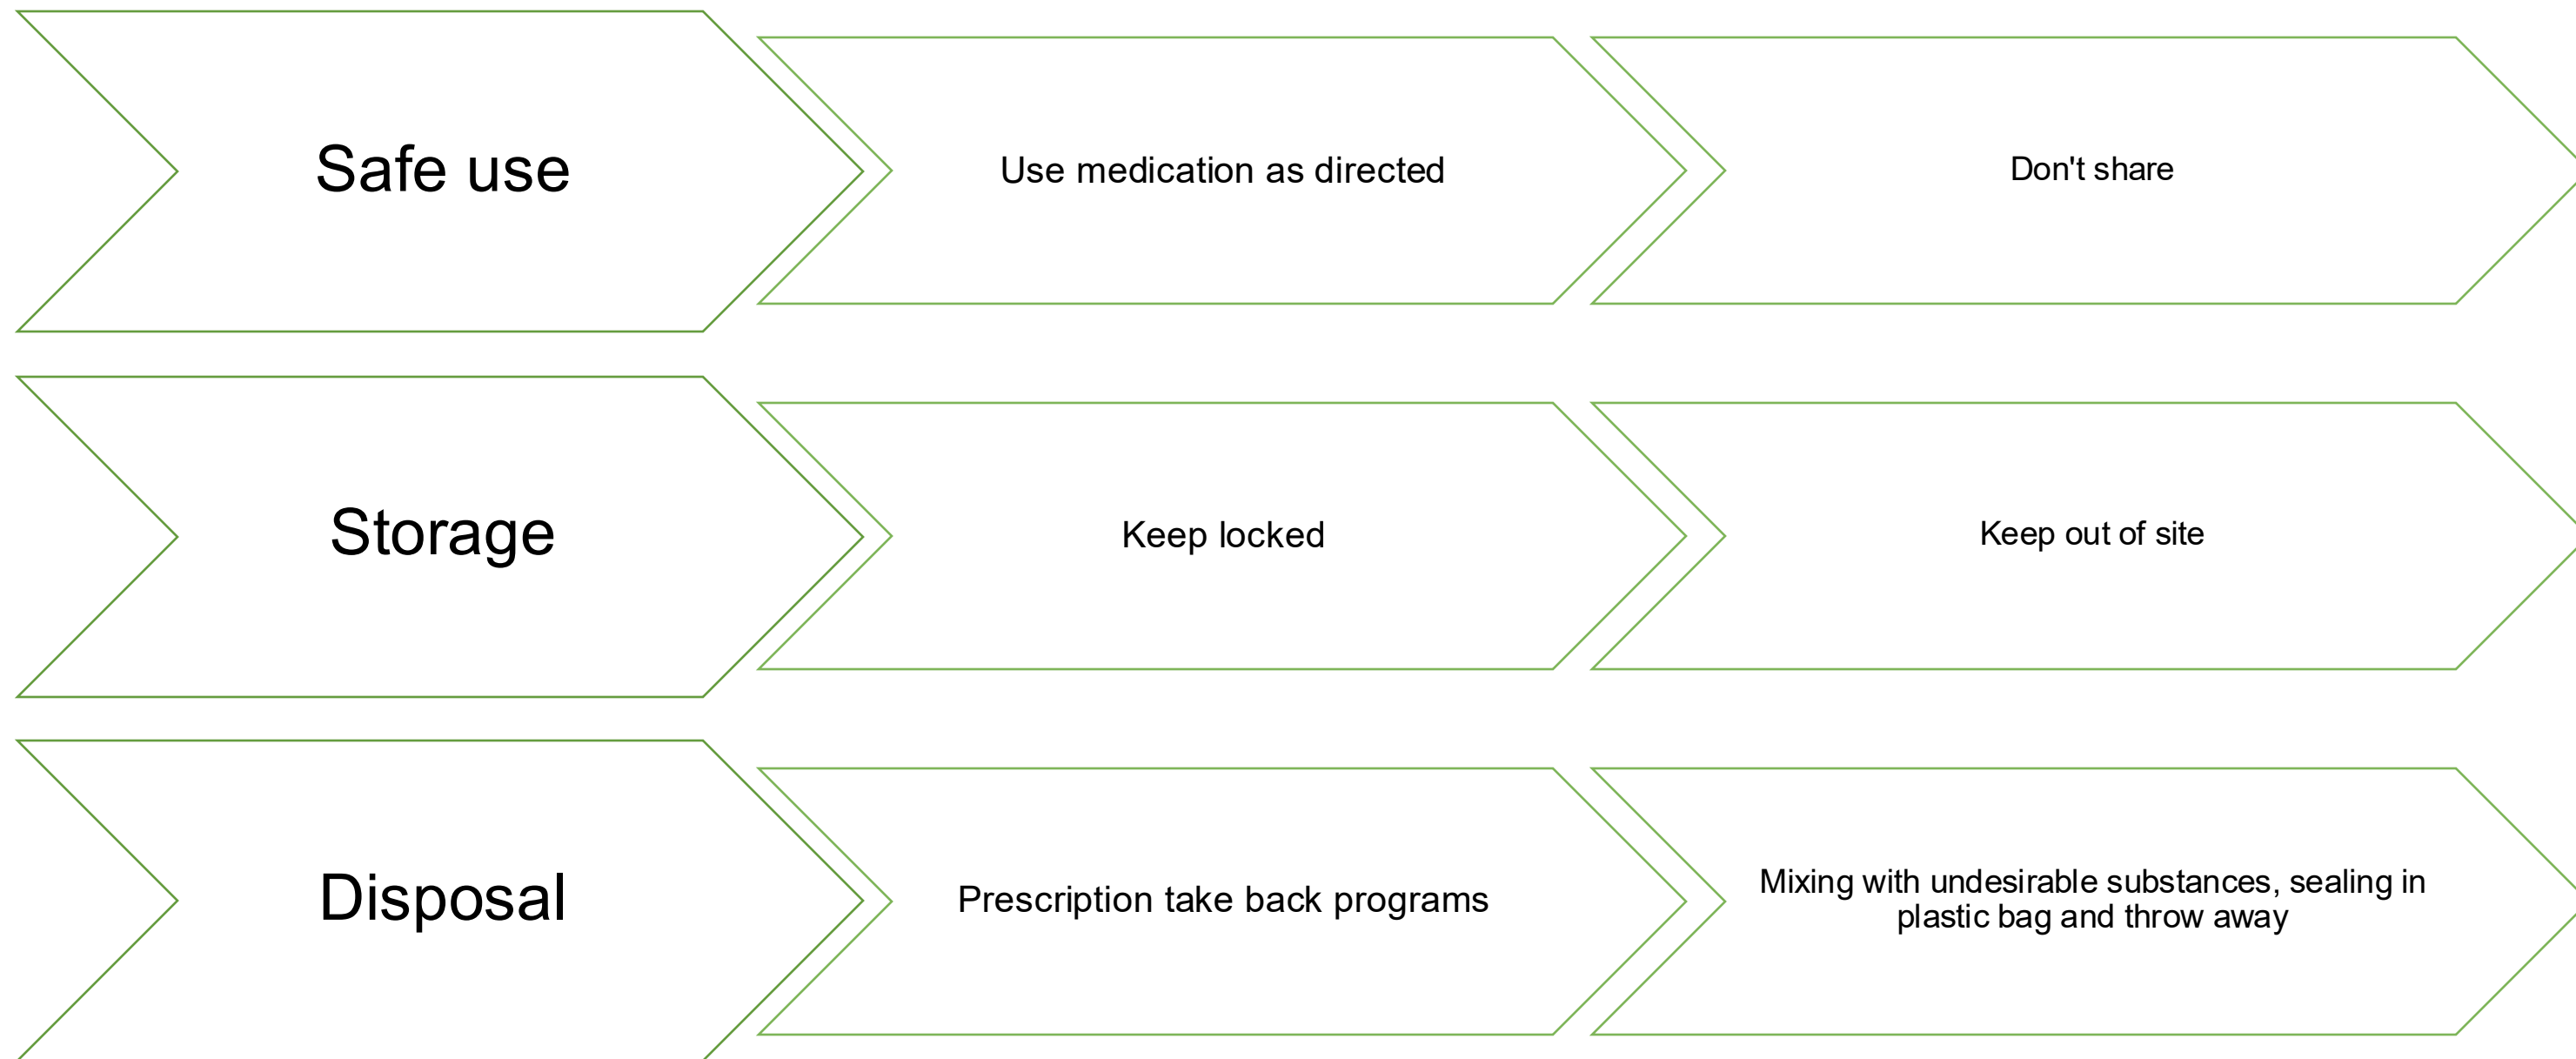 Safe use
Use medication as directed
Don't share
Storage
Keep locked
Keep out of site
Disposal
Prescription take back programs
Mixing with undesirable substances, sealing in
plastic bag and throw away